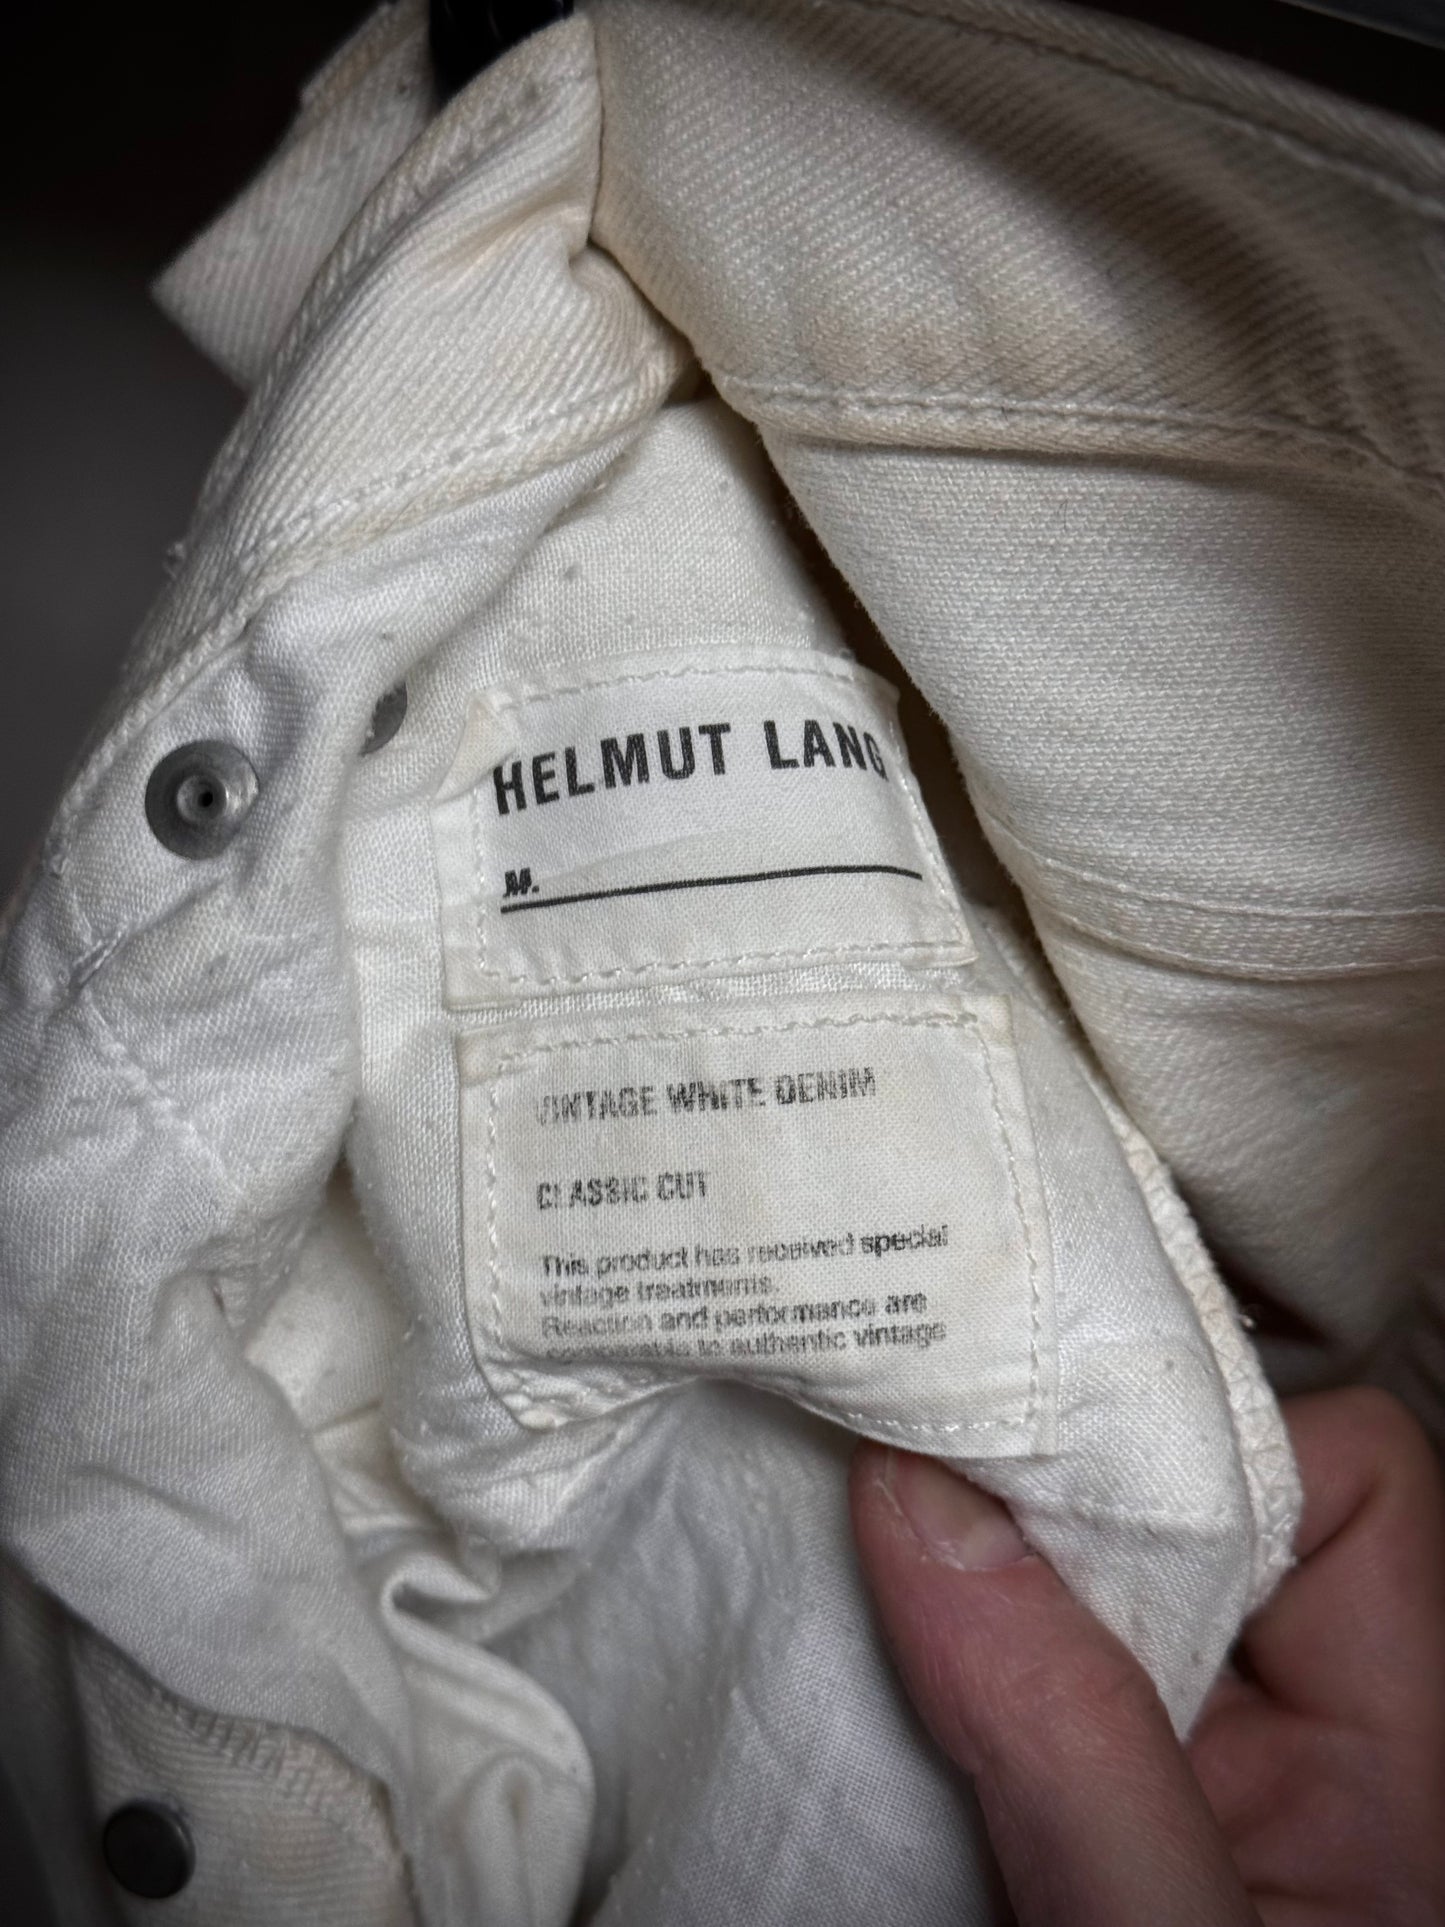 HELMUT LANG
M.
VINTAGE WHITE DENIM
CLASSIC CUT
This product has received special
vintage treatments.
Reaction and performance are
comparable to authentic vintage